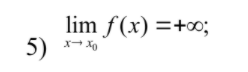 5) lim f(x) = +∞;
x→x₀